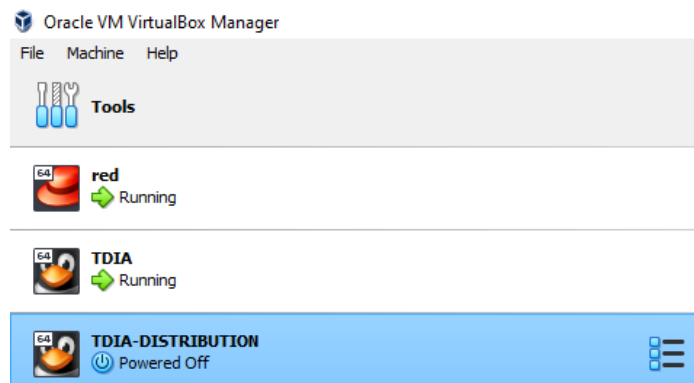 Oracle VM VirtualBox Manager
File Machine Help
Tools
64
red
Running
64
TDIA
Running
64
TDIA-DISTRIBUTION
Powered Off